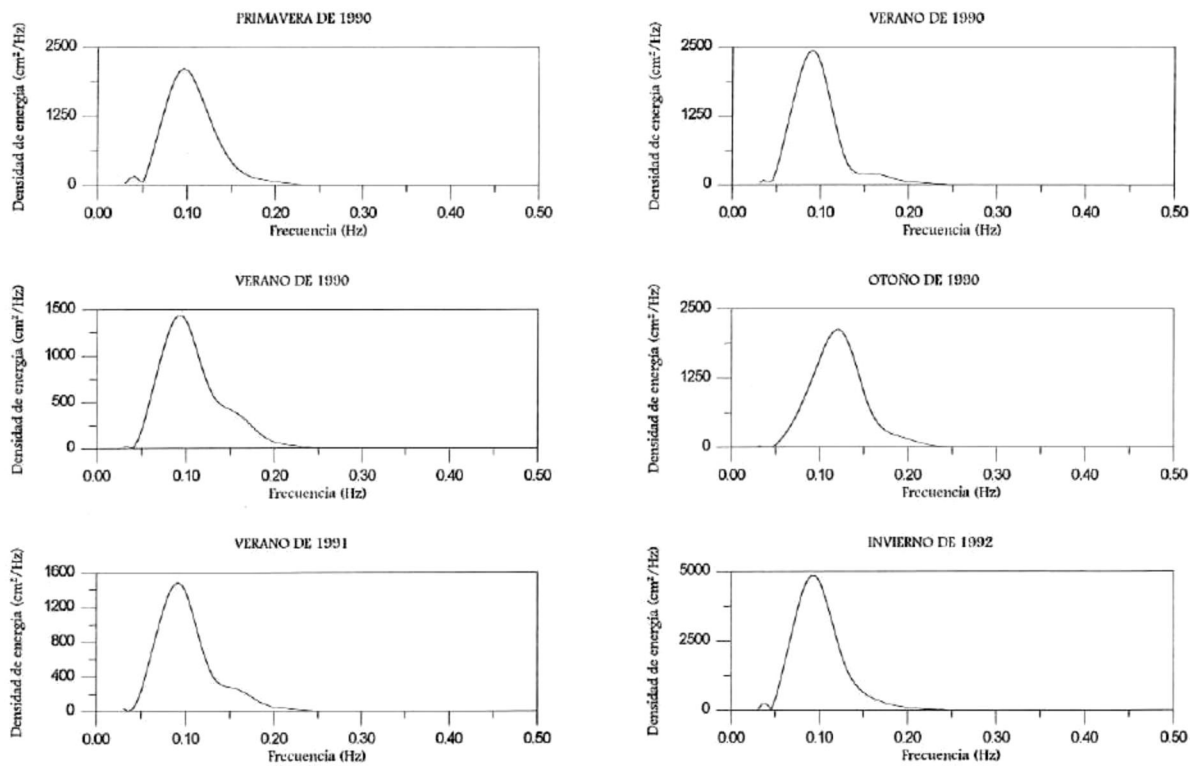 PRIMAVERA DE 1990
Densidad de energía (cm²/Hz)
2500
1250
0
0.00 0.10 0.20 0.30 0.40 0.50
Frecuencia (Hz)
VERANO DE 1990
Densidad de energía (cm²/Hz)
2500
1250
0
0.00 0.10 0.20 0.30 0.40 0.50
Frecuencia (Hz)
VERANO DE 1990
Densidad de energía (cm²/Hz)
1500
1000
500
0
0.00 0.10 0.20 0.30 0.40 0.50
Frecuencia (Hz)
OTOÑO DE 1990
Densidad de energía (cm²/Hz)
2500
1250
0
0.00 0.10 0.20 0.30 0.40 0.50
Frecuencia (Hz)
VERANO DE 1991
Densidad de energía (cm²/Hz)
1600
1200
800
400
0
0.00 0.10 0.20 0.30 0.40 0.50
Frecuencia (Hz)
INVIERNO DE 1992
Densidad de energía (cm²/Hz)
5000
2500
0
0.00 0.10 0.20 0.30 0.40 0.50
Frecuencia (Hz)